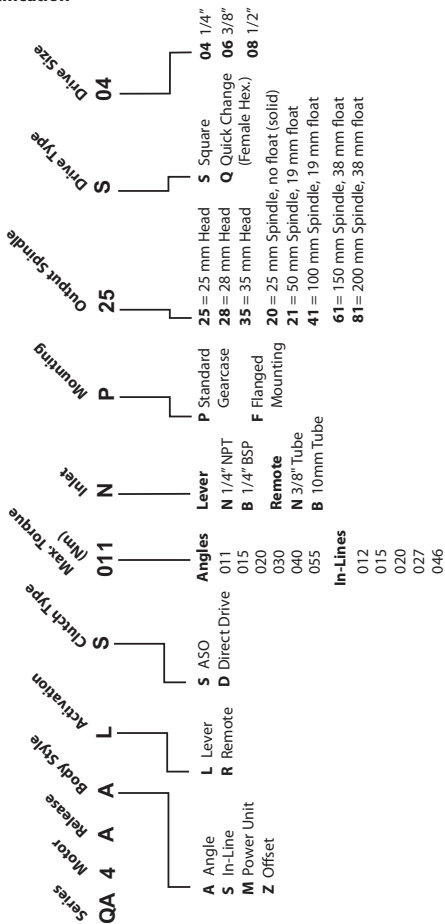 Series
Motor
Release
Body Style
Activation
Clutch Type
Max. Torque
(Nm)
Inlet
Mounting
Output Spindle
Drive Type
Drive Size
QA 4 A A L S 011 N P 25 S 04
A Angle
S In-Line
M Power Unit
Z Offset
L Lever
R Remote
S ASO
D Direct Drive
Angles
011
015
020
030
040
055
In-Lines
012
015
020
027
046
Lever
N 1/4" NPT
B 1/4" BSP
Remote
N 3/8" Tube
B 10mm Tube
P Standard
Gearcase
F Flanged
Mounting
25 = 25 mm Head
28 = 28 mm Head
35 = 35 mm Head
20 = 25 mm Spindle, no float (solid)
21 = 50 mm Spindle, 19 mm float
41 = 100 mm Spindle, 19 mm float
61= 150 mm Spindle, 38 mm float
81= 200 mm Spindle, 38 mm float
S Square
Q Quick Change
(Female Hex.)
04 1/4"
06 3/8"
08 1/2"